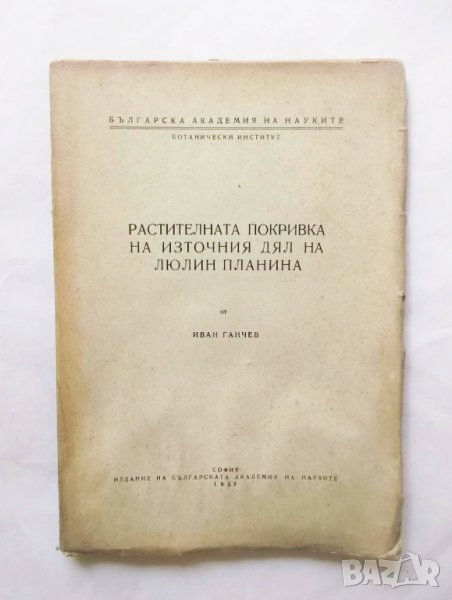 БЪЛГАРСКА АКАДЕМИЯ НА НАУКИТЕ
БОТАНИЧЕСКИ ИНСТИТУТ
РАСТИТЕЛНАТА ПОКРИВКА
НА ИЗТОЧНИЯ ДЯЛ НА
ЛЮЛИН ПЛАНИНА
ОТ
ИВАН ГАНЧЕВ
СОФИЯ
ИЗДАНИЕ НА БЪЛГАРСКАТА АКАДЕМИЯ НА НАУКИТЕ
BAZAR